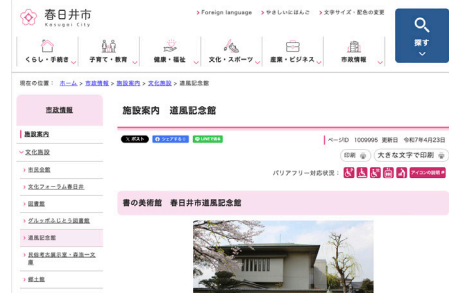 春日井市
Kasugai City
Foreign language
やさしいにほんご
文字サイズ・配色の変更
探す
くらし・手続き
子育て・教育
健康・福祉
文化・スポーツ
産業・ビジネス
市政情報
現在の位置： ホーム > 市政情報 > 施設案内 > 文化施設 > 道風記念館
市政情報
施設案内
文化施設
市民会館
文化フォーラム春日井
図書館
グルッポふじとう図書館
道風記念館
民俗考古展示室・森浩一文庫
郷土館
施設案内 道風記念館
ポスト
シェアする
LINEで送る
ページID 1009995 更新日 令和7年4月23日
印刷
大きな文字で印刷
バリアフリー対応状況：
アイコンの説明
書の美術館 春日井市道風記念館